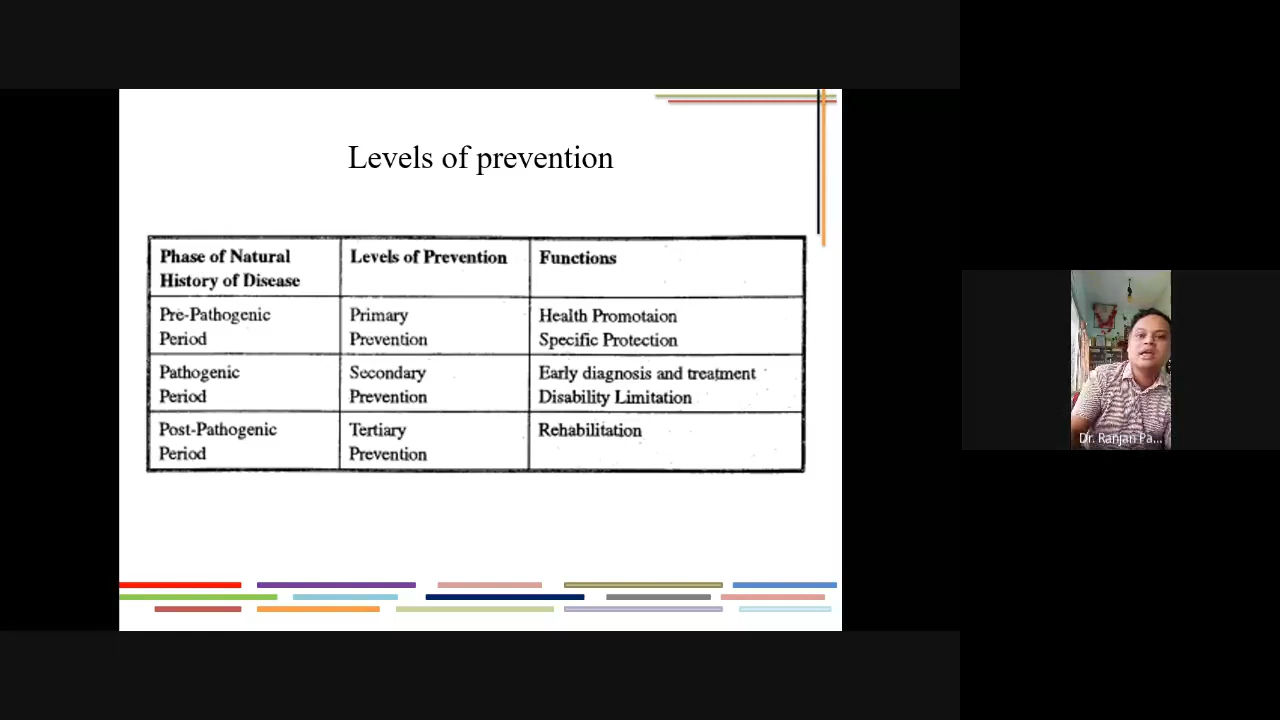 Levels of prevention
Phase of Natural
History of Disease
Levels of Prevention
Functions
Pre-Pathogenic
Period
Primary
Prevention
Health Promotaion
Specific Protection
Pathogenic
Period
Secondary
Prevention
Early diagnosis and treatment
Disability Limitation
Post-Pathogenic
Period
Tertiary
Prevention
Rehabilitation
Dr. Ranjan Pa...